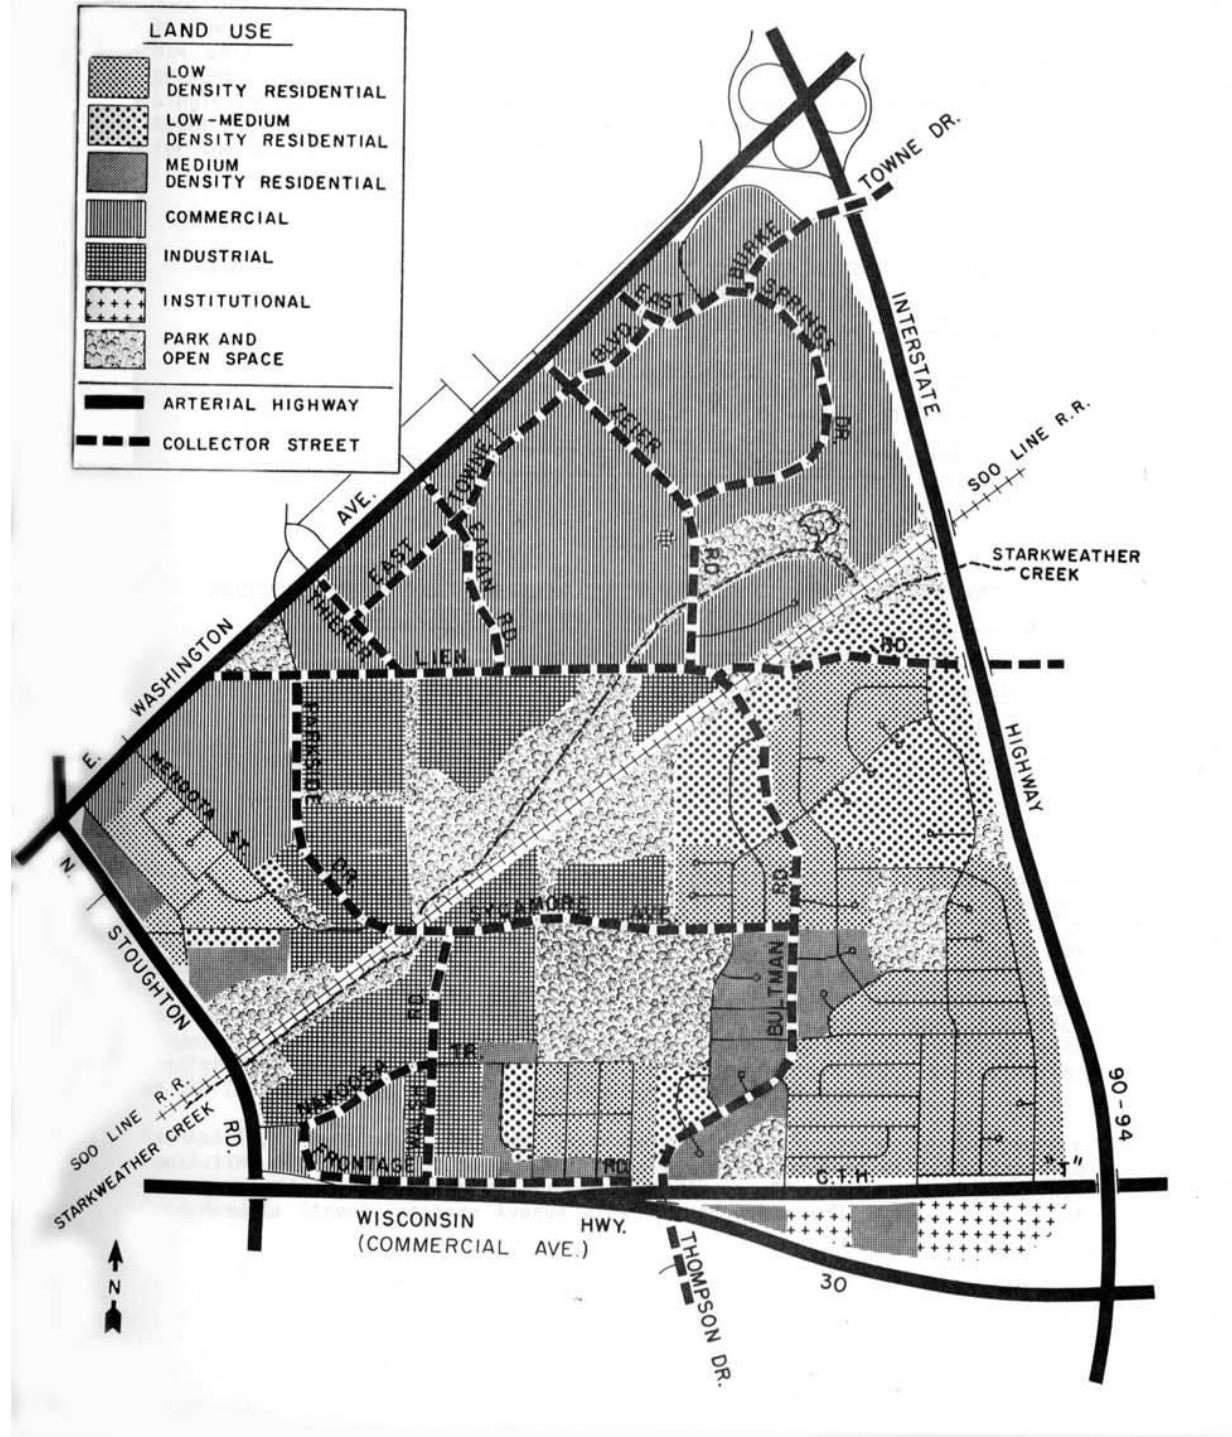 LAND USE
LOW
DENSITY RESIDENTIAL
LOW-MEDIUM
DENSITY RESIDENTIAL
MEDIUM
DENSITY RESIDENTIAL
COMMERCIAL
INDUSTRIAL
INSTITUTIONAL
PARK AND
OPEN SPACE
ARTERIAL HIGHWAY
COLLECTOR STREET
TOWNE DR.
BURKE
EAST
SPRINGS
BLVD.
DR.
INTERSTATE
ZEIER
RD.
SOO LINE R.R.
TOWNE
EAST
AVE.
EAGAN
RD.
STARKWEATHER
CREEK
THIERER
WASHINGTON
LIEN
RD.
E.
PARKSIDE
DR.
MENDOTA ST.
HIGHWAY
N.
STOUGHTON
RD.
SYCAMORE AVE.
RD.
BULTMAN
RD.
TR.
NAKOOSA
WASH
SOO LINE R.R.
STARKWEATHER CREEK
90-94
FRONTAGE RD.
C.T.H. "T"
WISCONSIN HWY.
(COMMERCIAL AVE.)
30
THOMPSON DR.
N